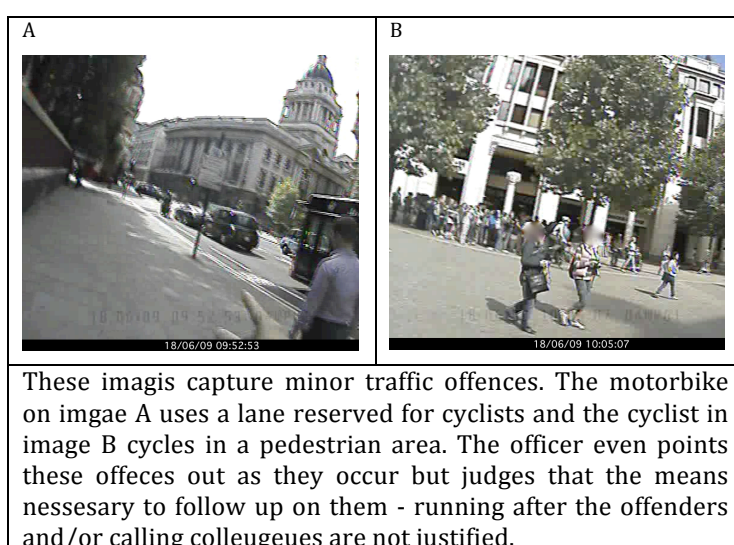 A
B
18/06/09 09:52:53
18/06/09 10:05:07
These imagis capture minor traffic offences. The motorbike
on imgae A uses a lane reserved for cyclists and the cyclist in
image B cycles in a pedestrian area. The officer even points
these offeces out as they occur but judges that the means
nessesary to follow up on them - running after the offenders
and/or calling colleugeues are not justified.